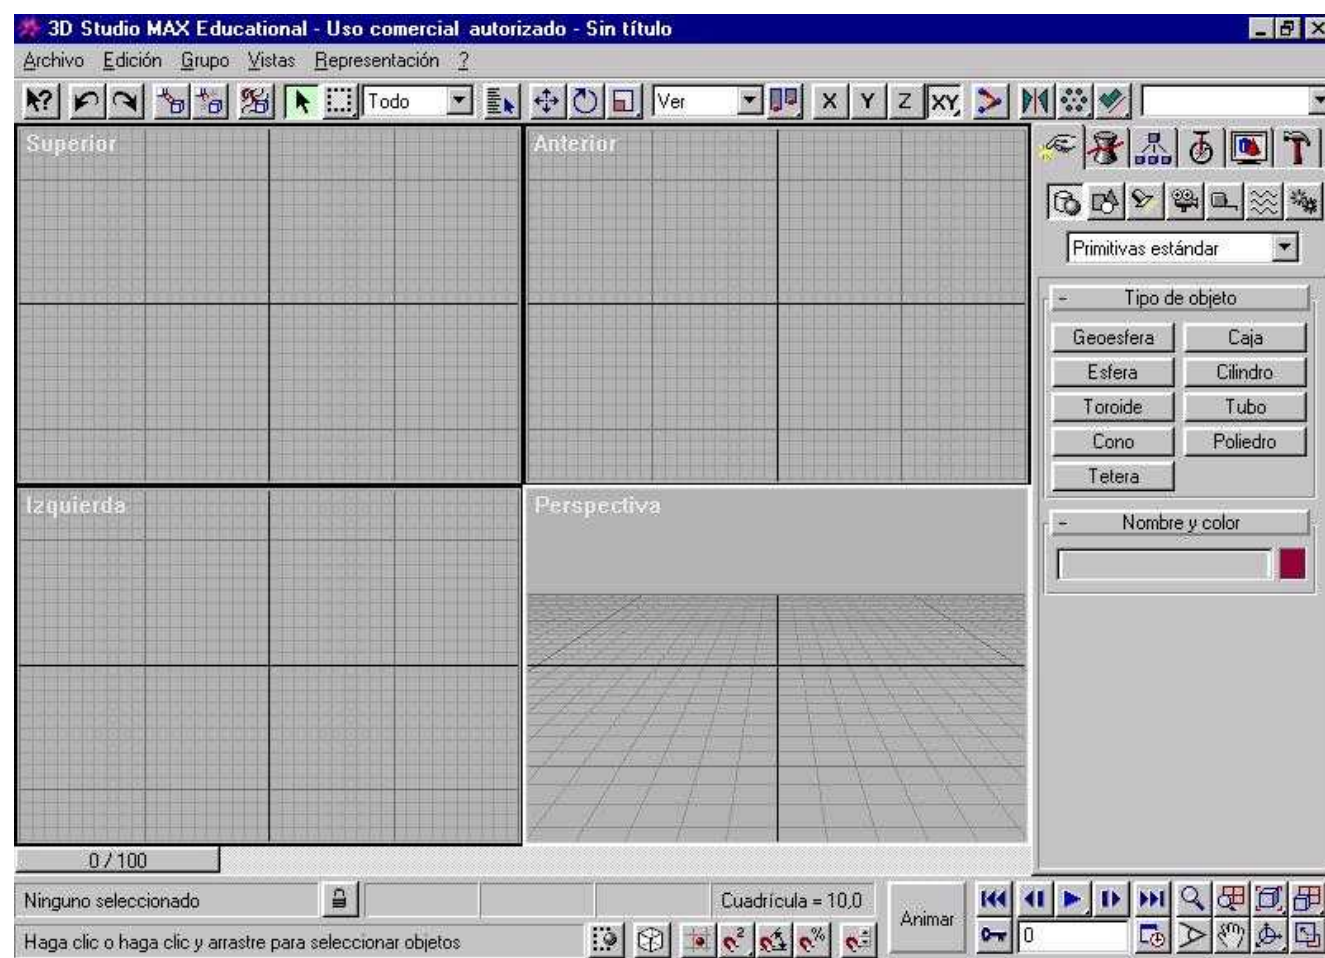 3D Studio MAX Educational - Uso comercial autorizado - Sin título
Archivo Edición Grupo Vistas Representación ?
Todo Ver X Y Z XY
Superior
Anterior
Primitivas estándar
- Tipo de objeto
Geoesfera Caja
Esfera Cilindro
Toroide Tubo
Cono Poliedro
Tetera
Izquierda
Perspectiva
- Nombre y color
0 / 100
Ninguno seleccionado
Cuadrícula = 10,0
Animar
Haga clic o haga clic y arrastre para seleccionar objetos
2
%
0